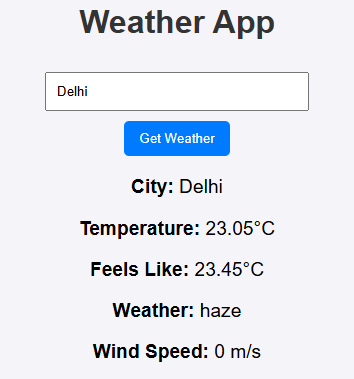 Weather App
Delhi
Get Weather
City: Delhi
Temperature: 23.05°C
Feels Like: 23.45°C
Weather: haze
Wind Speed: 0 m/s